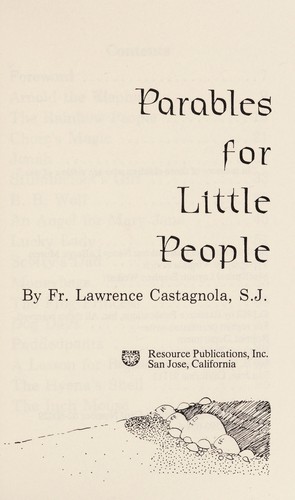 Parables
for
Little
People
By Fr. Lawrence Castagnola, S.J.
Resource Publications, Inc.
San Jose, California